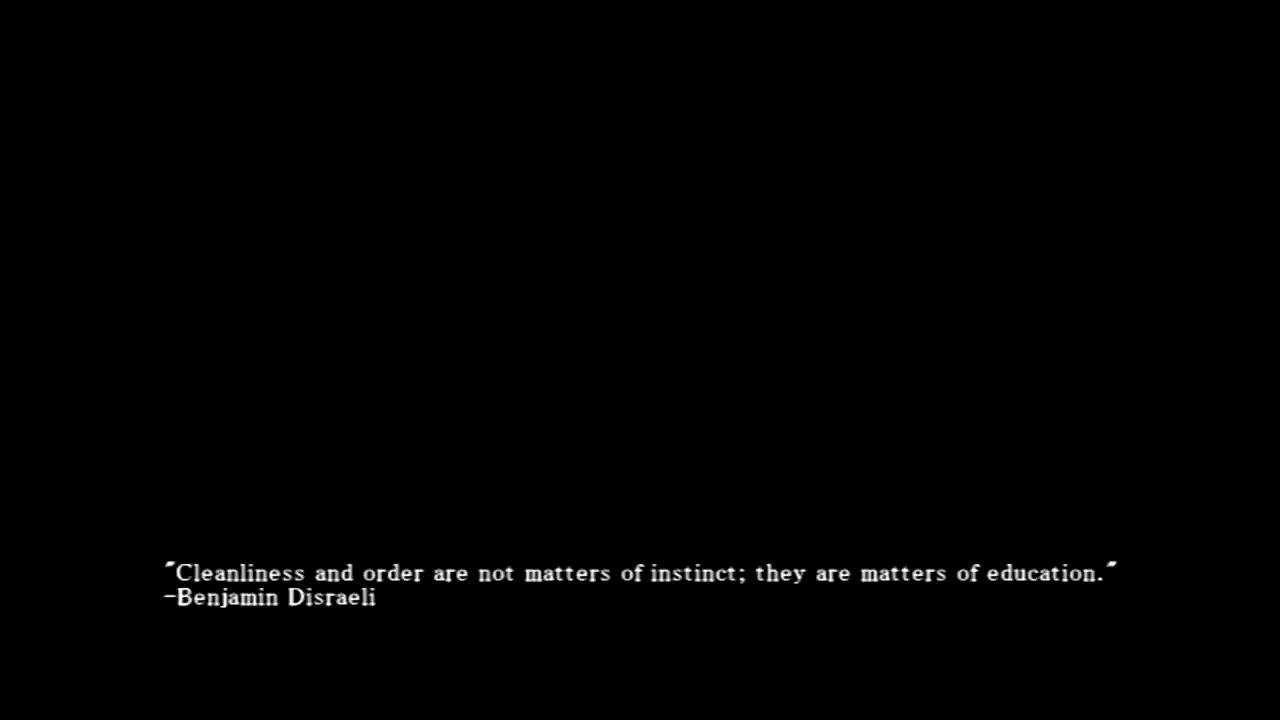 "Cleanliness and order are not matters of instinct; they are matters of education."
-Benjamin Disraeli